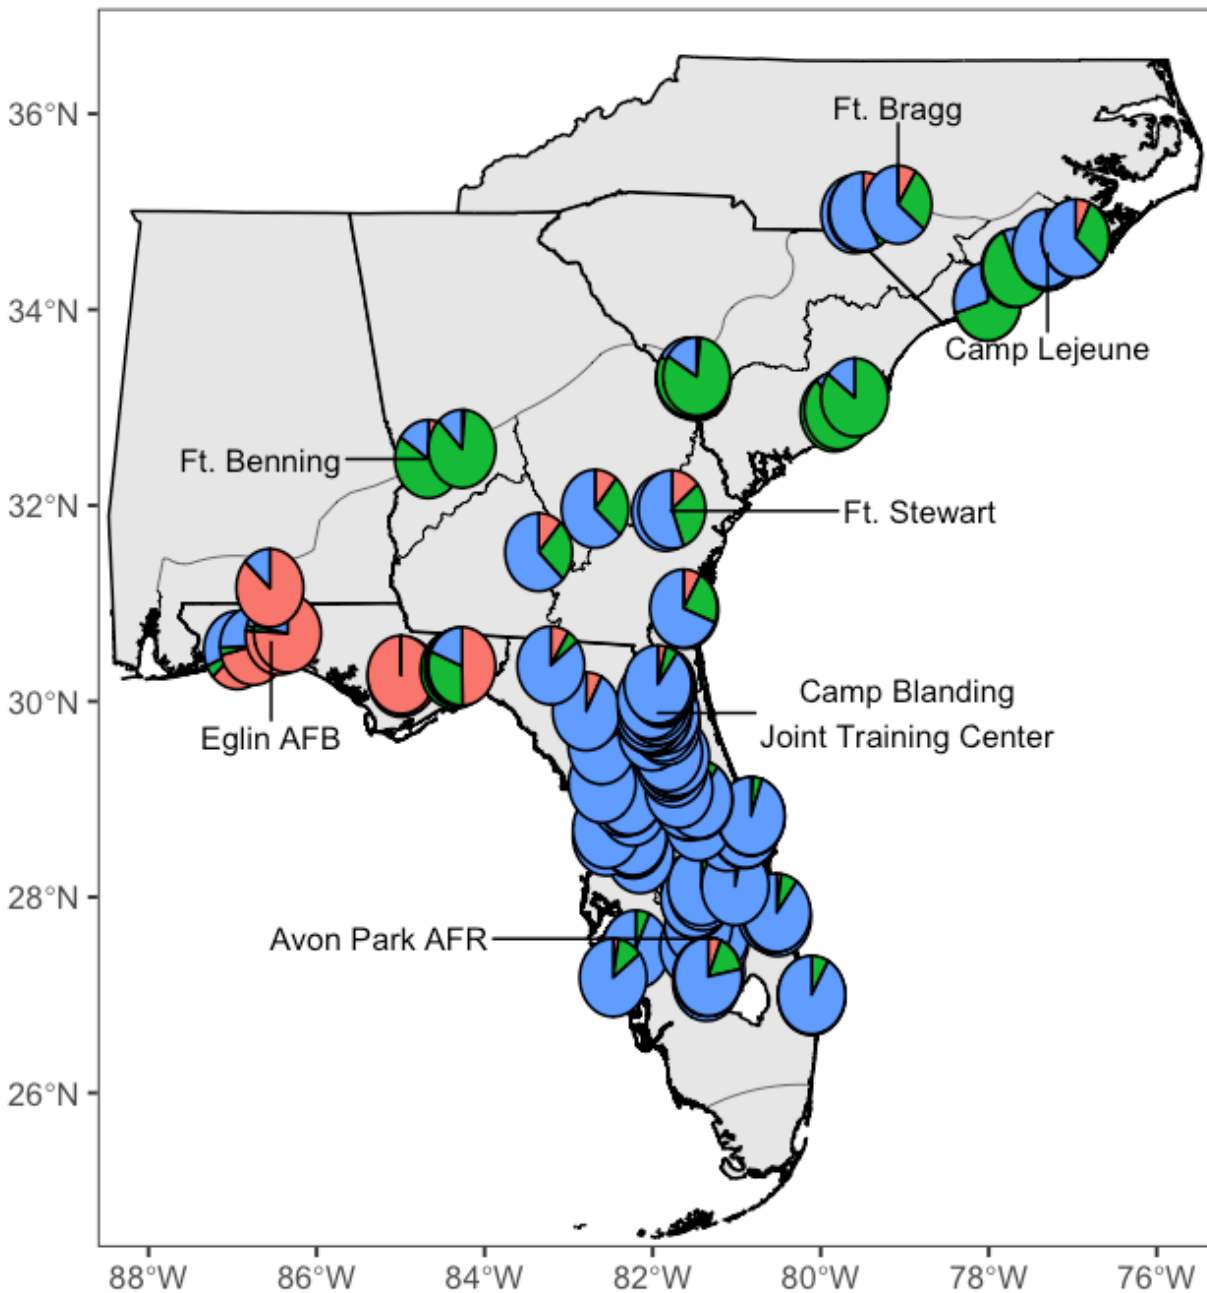 36°N
Ft. Bragg
34°N
Camp Lejeune
Ft. Benning
32°N
Ft. Stewart
30°N
Camp Blanding
Joint Training Center
Eglin AFB
28°N
Avon Park AFR
26°N
88°W 86°W 84°W 82°W 80°W 78°W 76°W